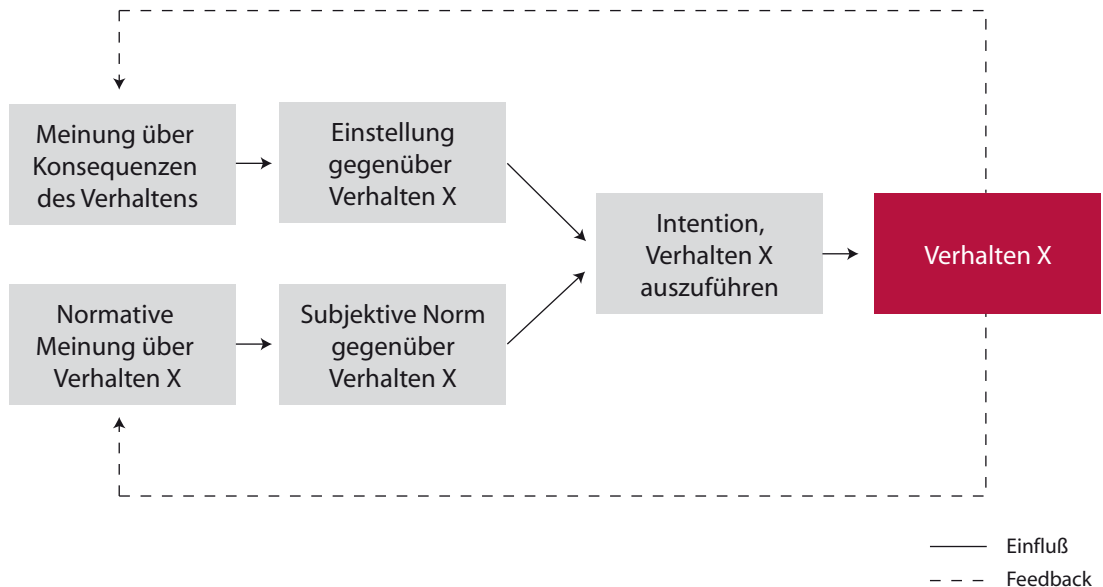 Meinung über
Konsequenzen
des Verhaltens
Einstellung
gegenüber
Verhalten X
Intention,
Verhalten X
auszuführen
Verhalten X
Normative
Meinung über
Verhalten X
Subjektive Norm
gegenüber
Verhalten X
Einfluß
Feedback